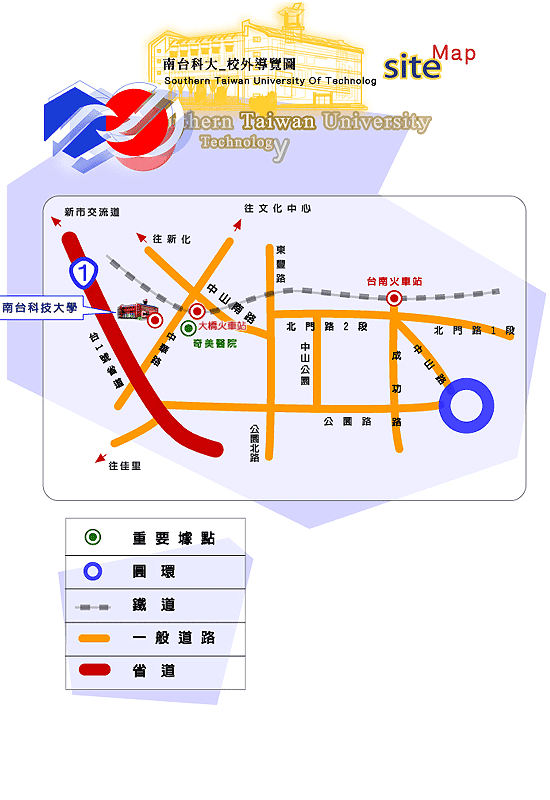 南台科大_校外導覽圖
Southern Taiwan University Of Technolog
site Map
thern Taiwan University
Technology
新市交流道
往文化中心
往新化
東豐路
台南火車站
1
中山南路
南台科技大學
大橋火車站
北門路2段
北門路1段
奇美醫院
中華路
台1號省道
中山公園
成功路
中山路
公園路
公園北路
往佳里
重要據點
圓環
鐵道
一般道路
省道